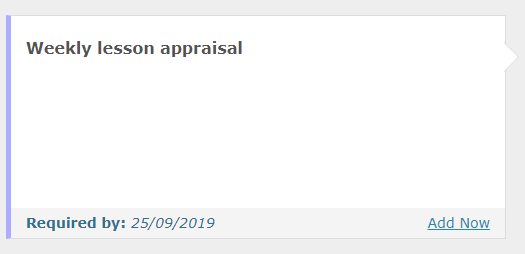 Weekly lesson appraisal
Required by: 25/09/2019 Add Now